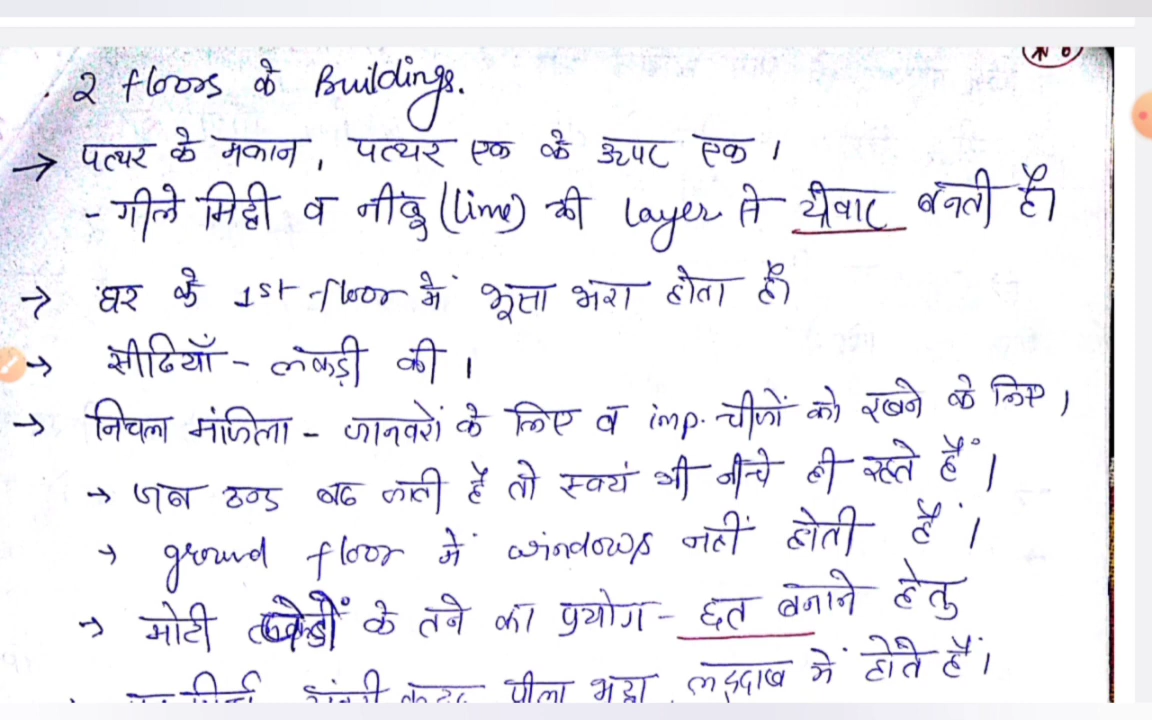 2 floors के Buildings.
→ पत्थर के मकान, पत्थर एक के ऊपर एक।
- गीले मिट्टी व नींबू (lime) की layer से दीवार बनती है।
→ घर के 1st floor में भूसा भरा होता है।
→ सीढियाँ - लकड़ी की।
→ निचला मंजिला - जानवरों के लिए व imp. चीजों को रखने के लिए।
→ जब ठण्ड बढ जाती है तो स्वयं भी नीचे ही रहते हैं।
→ ground floor में windows नहीं होती हैं।
→ मोटी के तने का प्रयोग - छत बनाने हेतु
लद्दाख में होते हैं।